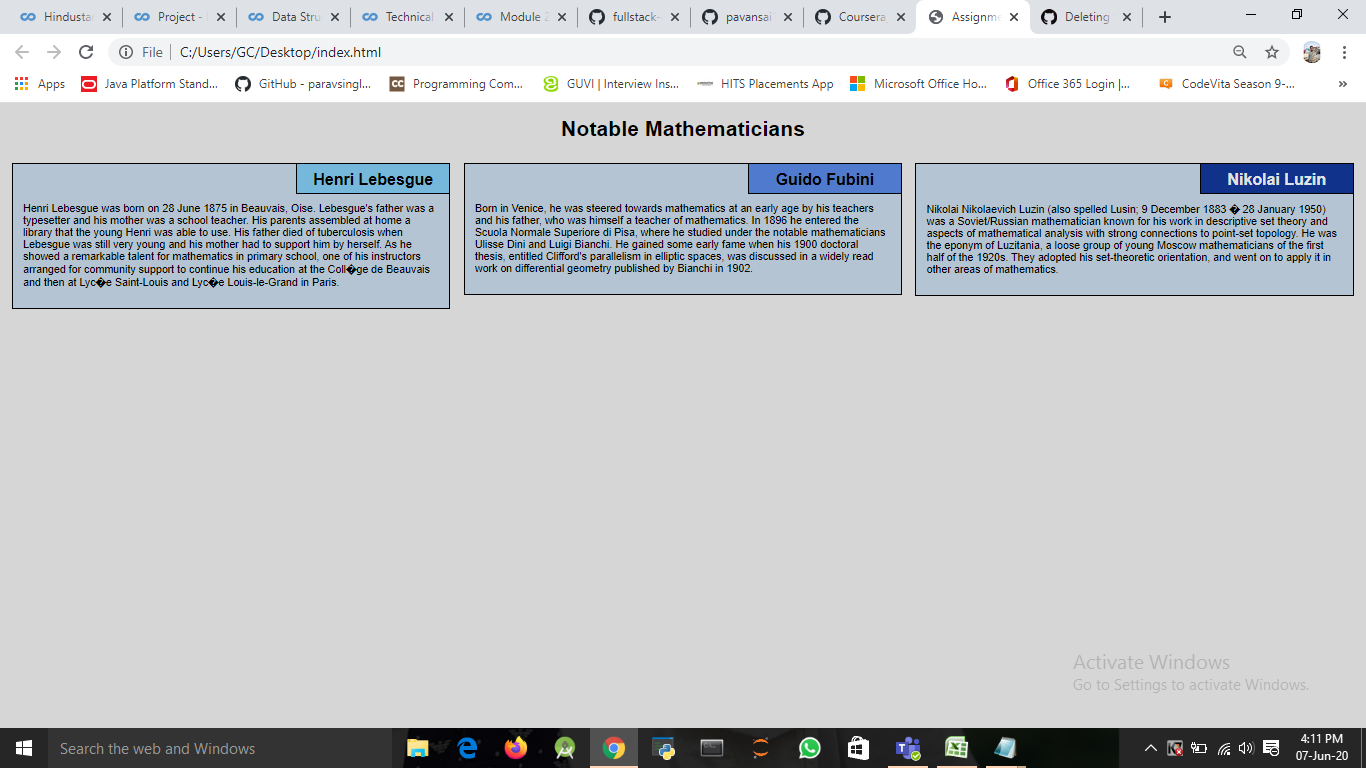 Hindusta
Project -
Data Stru
Technical
Module 2
fullstack-
pavansai
Coursera
Assignme
Deleting
File
C:/Users/GC/Desktop/index.html
Apps
Java Platform Stand...
GitHub - paravsingl...
CC
Programming Com...
GUVI | Interview Ins...
HITS Placements App
Microsoft Office Ho...
Office 365 Login |...
CodeVita Season 9-...
»
Notable Mathematicians
Henri Lebesgue
Henri Lebesgue was born on 28 June 1875 in Beauvais, Oise. Lebesgue's father was a
typesetter and his mother was a school teacher. His parents assembled at home a
library that the young Henri was able to use. His father died of tuberculosis when
Lebesgue was still very young and his mother had to support him by herself. As he
showed a remarkable talent for mathematics in primary school, one of his instructors
arranged for community support to continue his education at the Coll�ge de Beauvais
and then at Lyc�e Saint-Louis and Lyc�e Louis-le-Grand in Paris.
Guido Fubini
Born in Venice, he was steered towards mathematics at an early age by his teachers
and his father, who was himself a teacher of mathematics. In 1896 he entered the
Scuola Normale Superiore di Pisa, where he studied under the notable mathematicians
Ulisse Dini and Luigi Bianchi. He gained some early fame when his 1900 doctoral
thesis, entitled Clifford's parallelism in elliptic spaces, was discussed in a widely read
work on differential geometry published by Bianchi in 1902.
Nikolai Luzin
Nikolai Nikolaevich Luzin (also spelled Lusin; 9 December 1883 � 28 January 1950)
was a Soviet/Russian mathematician known for his work in descriptive set theory and
aspects of mathematical analysis with strong connections to point-set topology. He was
the eponym of Luzitania, a loose group of young Moscow mathematicians of the first
half of the 1920s. They adopted his set-theoretic orientation, and went on to apply it in
other areas of mathematics.
Activate Windows
Go to Settings to activate Windows.
Search the web and Windows
4:11 PM
07-Jun-20